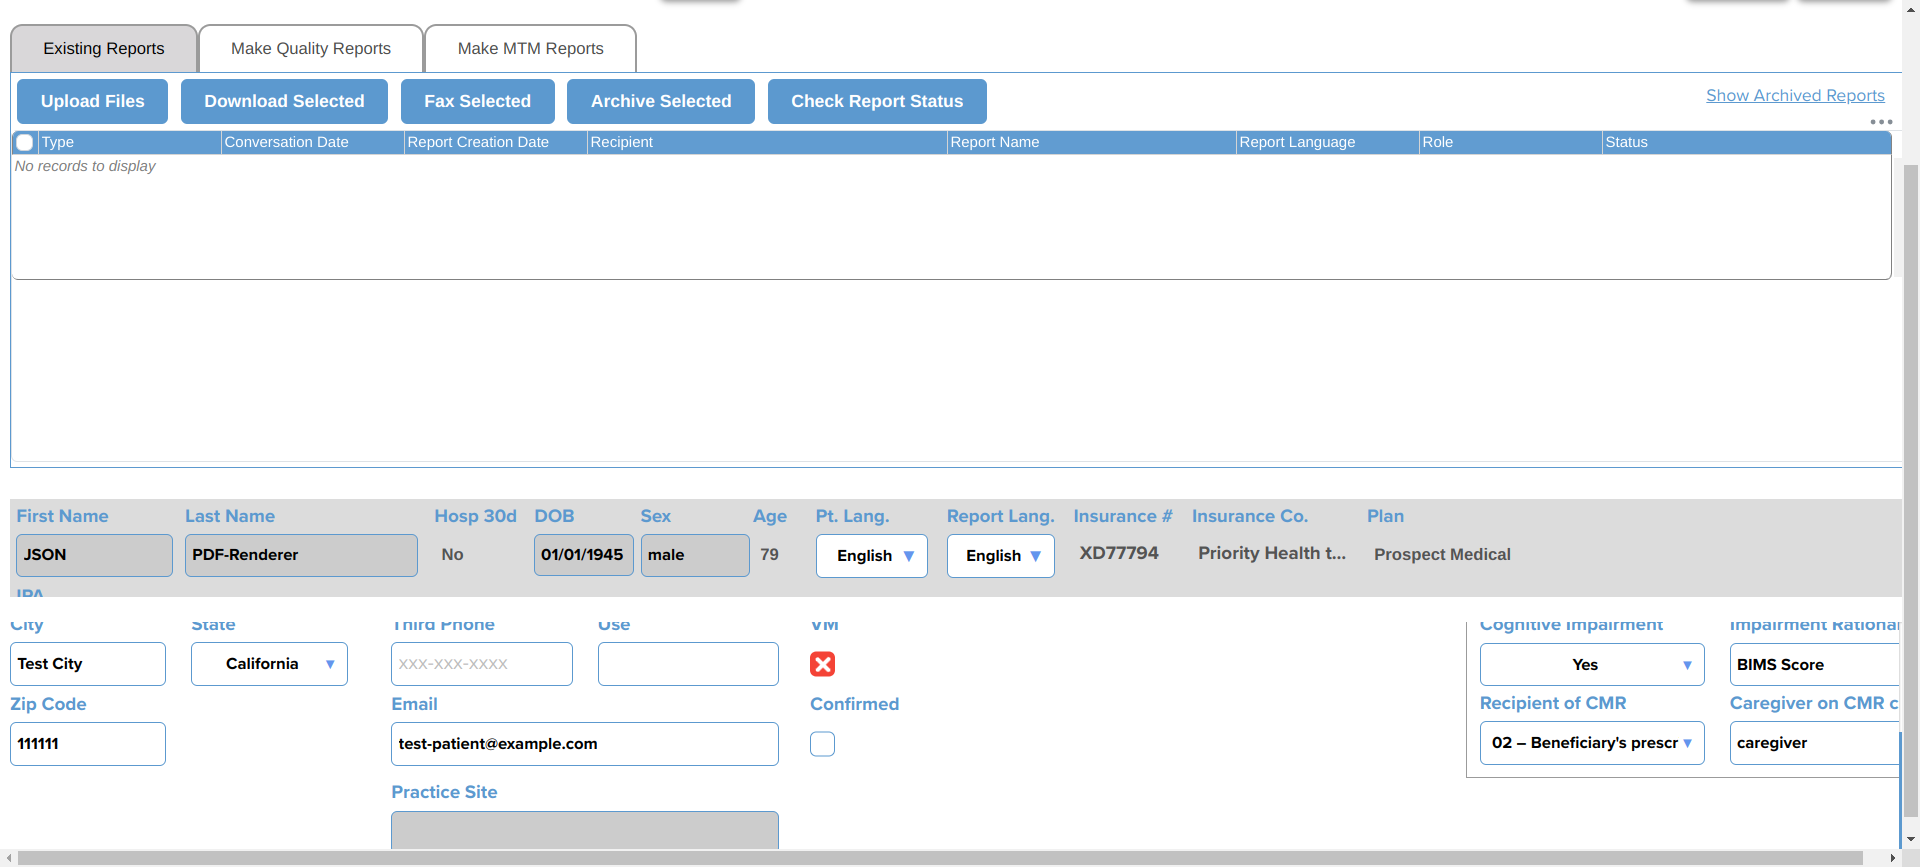 Existing Reports
Make Quality Reports
Make MTM Reports
Upload Files
Download Selected
Fax Selected
Archive Selected
Check Report Status
Show Archived Reports
Type
Conversation Date
Report Creation Date
Recipient
Report Name
Report Language
Role
Status
No records to display
First Name
Last Name
Hosp 30d
DOB
Sex
Age
Pt. Lang.
Report Lang.
Insurance #
Insurance Co.
Plan
JSON
PDF-Renderer
No
01/01/1945
male
79
English
English
XD77794
Priority Health t...
Prospect Medical
IPA
City
State
Third Phone
Use
VM
Cognitive Impairment
Impairment Rational
Test City
California
xxx-xxx-xxxx
Yes
BIMS Score
Zip Code
Email
Confirmed
Recipient of CMR
Caregiver on CMR c
111111
test-patient@example.com
02 – Beneficiary's prescr
caregiver
Practice Site